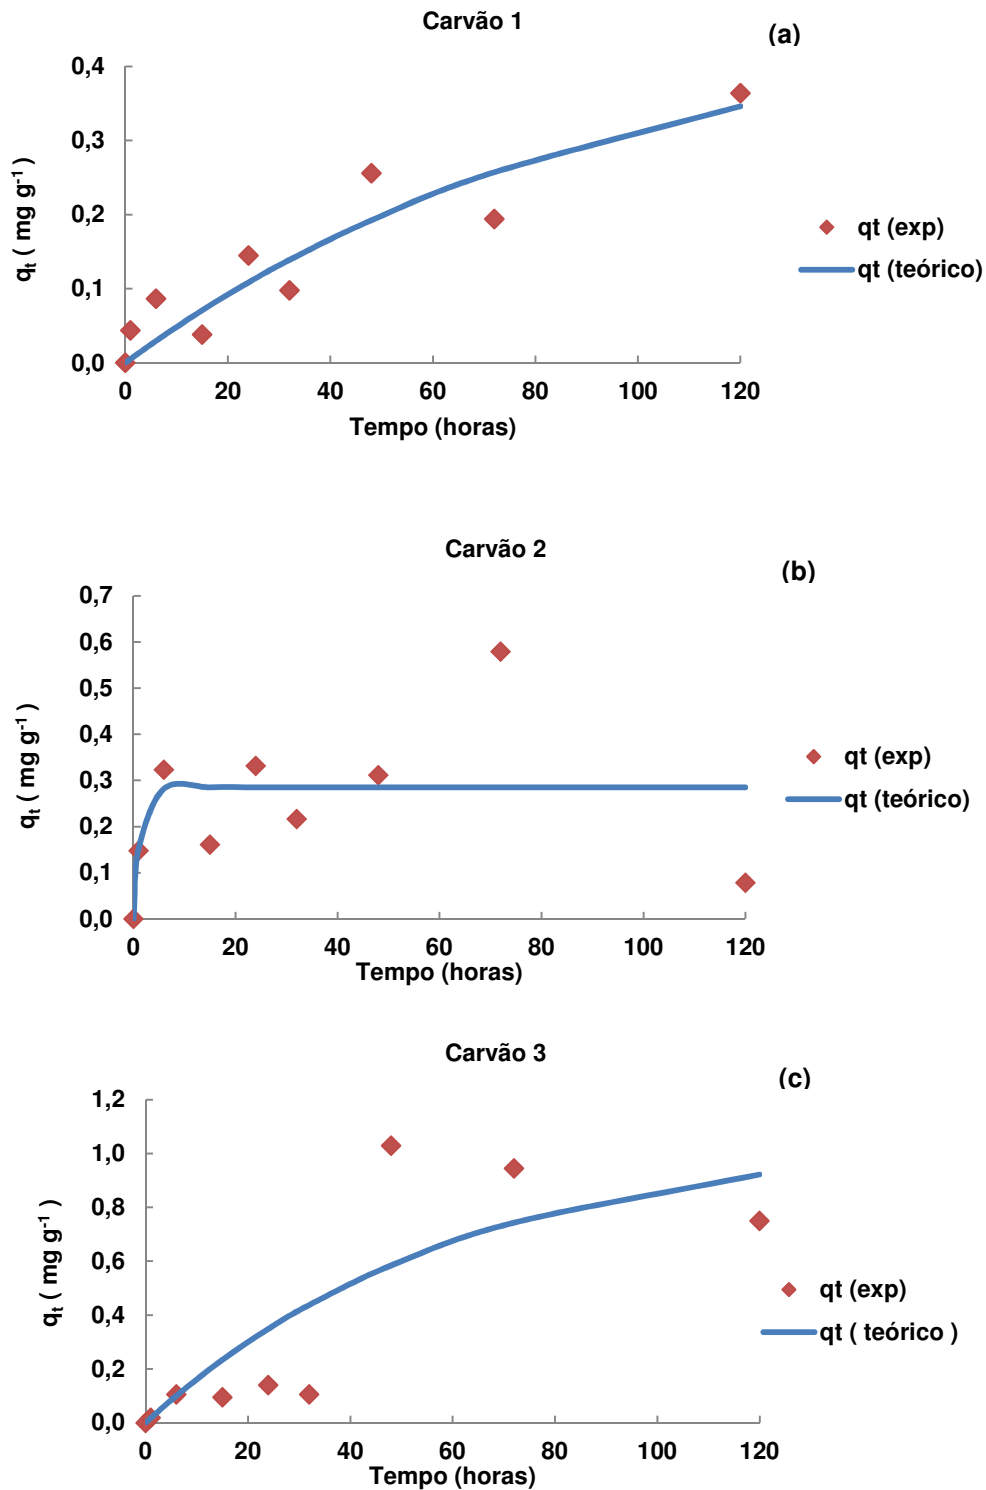 Carvão 1
(a)
0,4
0,3
0,2
0,1
0,0
qt ( mg g-1 )
0 20 40 60 80 100 120
Tempo (horas)
qt (exp)
qt (teórico)
Carvão 2
(b)
0,7
0,6
0,5
0,4
0,3
0,2
0,1
0,0
qt ( mg g-1 )
0 20 40 60 80 100 120
Tempo (horas)
qt (exp)
qt (teórico)
Carvão 3
(c)
1,2
1,0
0,8
0,6
0,4
0,2
0,0
qt ( mg g-1 )
0 20 40 60 80 100 120
Tempo (horas)
qt (exp)
qt ( teórico )